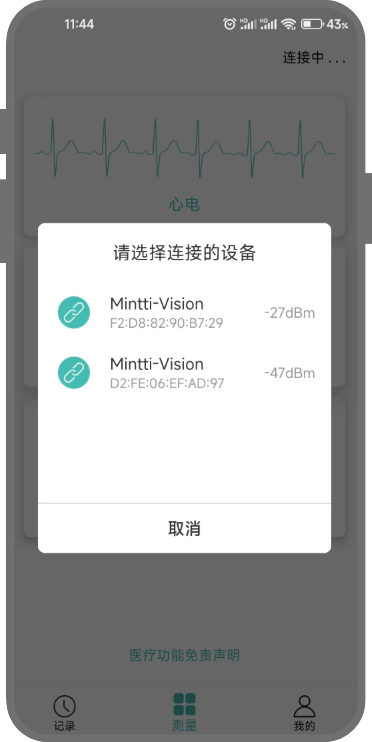 11:44
HD HD 43%
连接中 . . .
心电
请选择连接的设备
Mintti-Vision
F2:D8:82:90:B7:29
-27dBm
Mintti-Vision
D2:FE:06:EF:AD:97
-47dBm
取消
医疗功能免责声明
记录
测量
我的